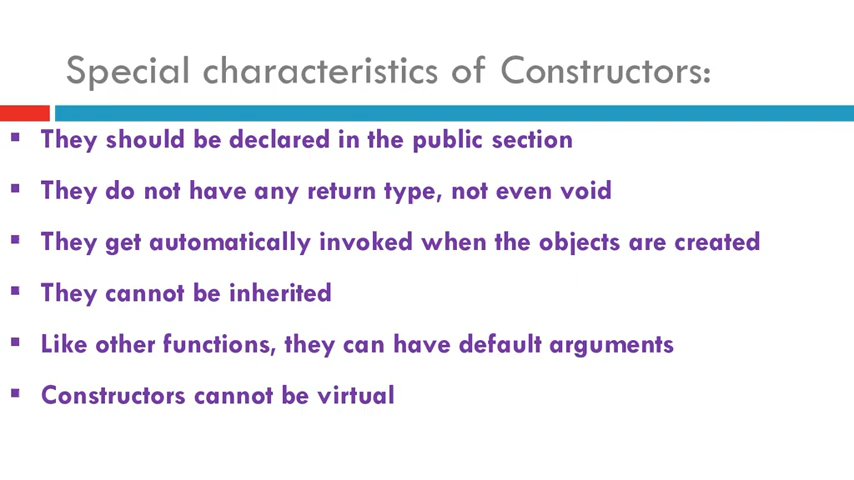 Special characteristics of Constructors:
▪ They should be declared in the public section
▪ They do not have any return type, not even void
▪ They get automatically invoked when the objects are created
▪ They cannot be inherited
▪ Like other functions, they can have default arguments
▪ Constructors cannot be virtual